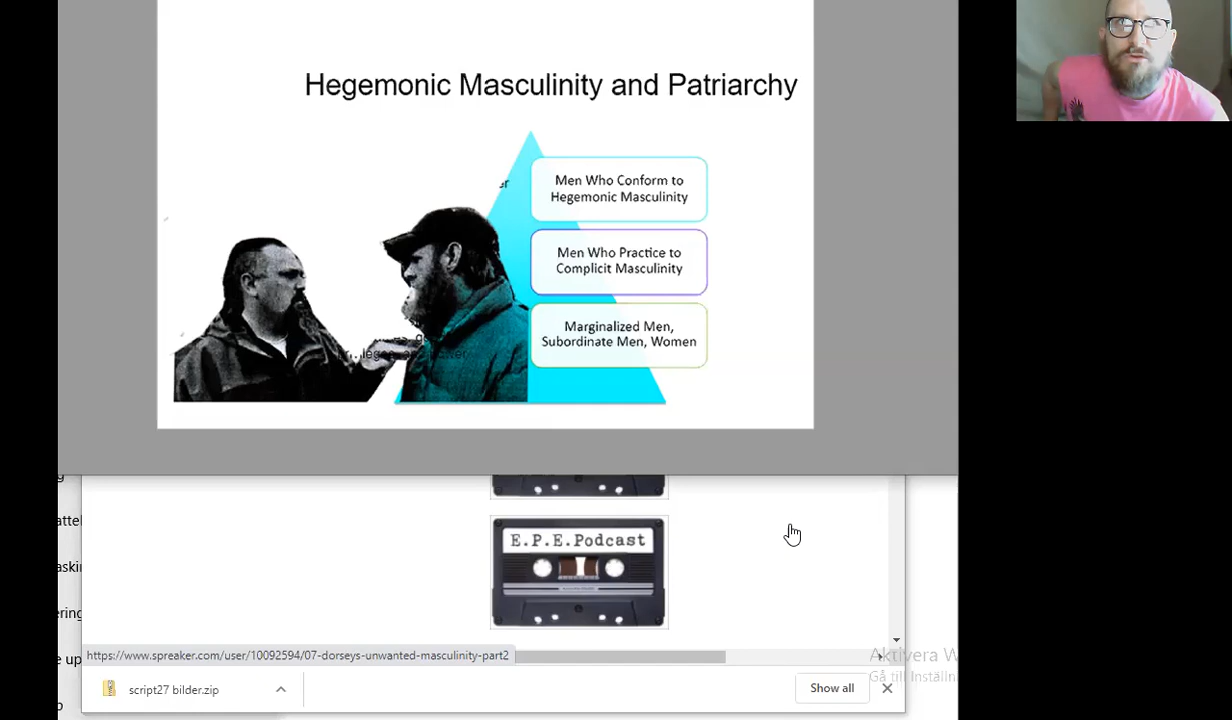 Hegemonic Masculinity and Patriarchy
er
Men Who Conform to
Hegemonic Masculinity
Men Who Practice to
Complicit Masculinity
Marginalized Men,
Subordinate Men, Women
E.P.E.Podcast
https://www.spreaker.com/user/10092594/07-dorseys-unwanted-masculinity-part2
Aktivera W
Gå till Inställn
script27 bilder.zip
Show all